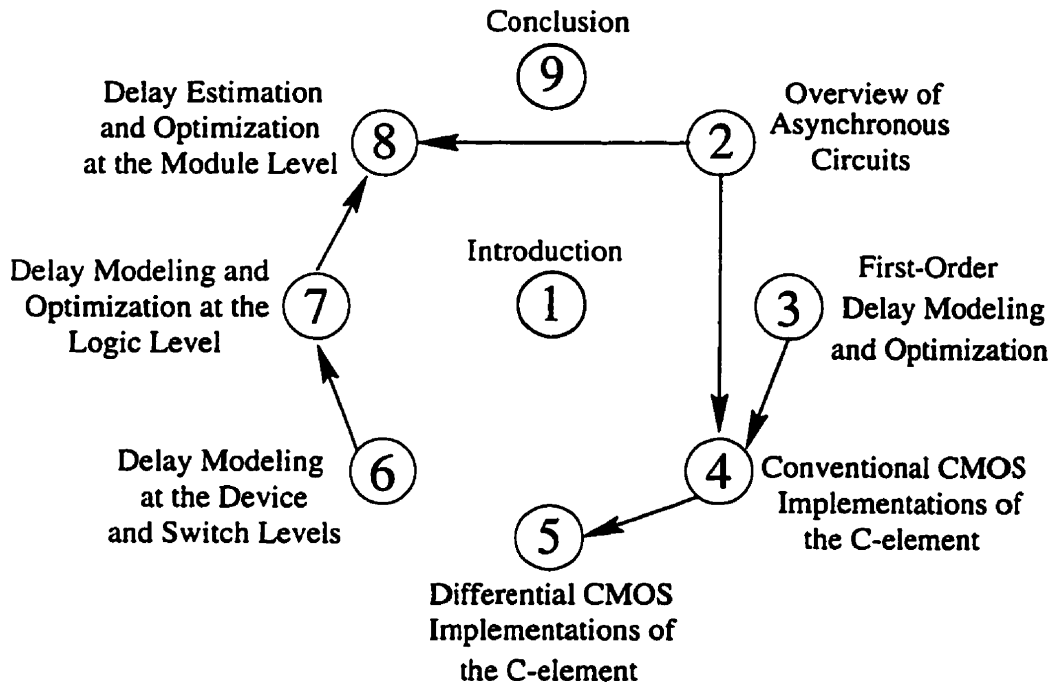 Conclusion
9
Delay Estimation
and Optimization
at the Module Level
8
2
Overview of
Asynchronous
Circuits
Delay Modeling and
Optimization at the
Logic Level
7
Introduction
1
3
First-Order
Delay Modeling
and Optimization
Delay Modeling
at the Device
and Switch Levels
6
4
Conventional CMOS
Implementations of
the C-element
5
Differential CMOS
Implementations of
the C-element